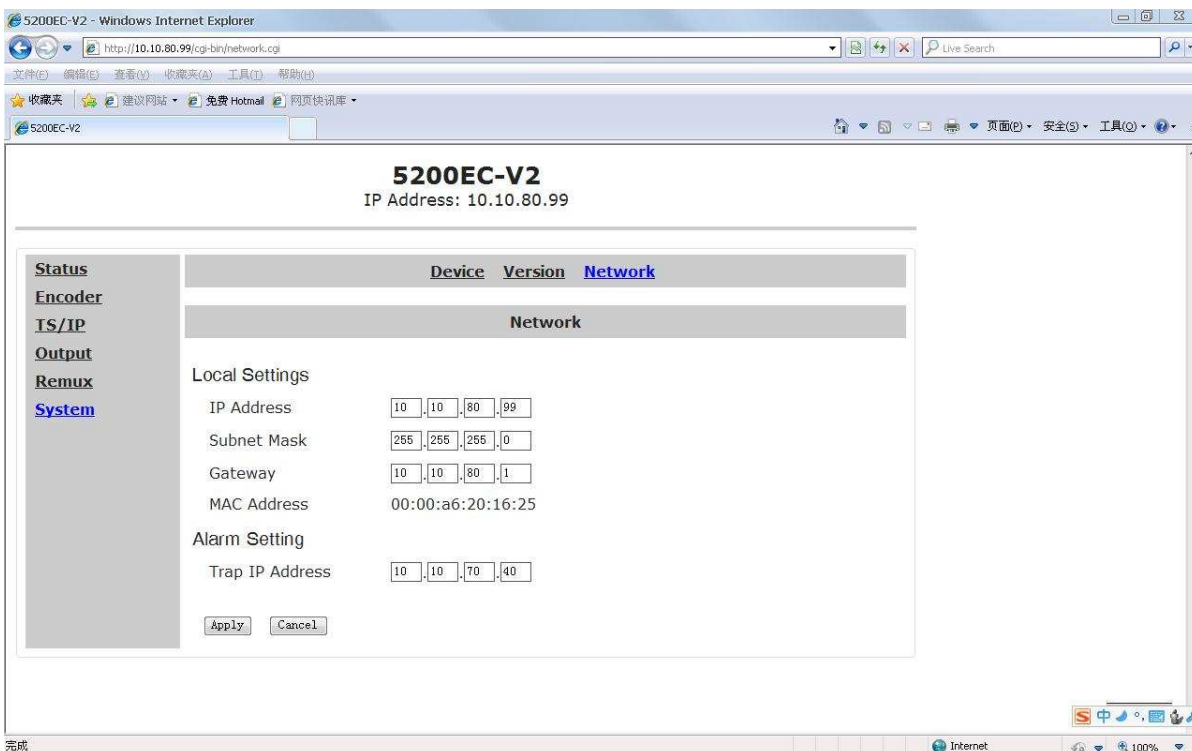 5200EC-V2 - Windows Internet Explorer
http://10.10.80.99/cgi-bin/network.cgi
Live Search
文件(F) 编辑(E) 查看(V) 收藏夹(A) 工具(T) 帮助(H)
收藏夹 建议网站 免费 Hotmail 网页快讯库
5200EC-V2 页面(P) 安全(S) 工具(O)
5200EC-V2
IP Address: 10.10.80.99
Status
Encoder
TS/IP
Output
Remux
System
Device Version Network
Network
Local Settings
IP Address 10 .10 .80 .99
Subnet Mask 255 .255 .255 .0
Gateway 10 .10 .80 .1
MAC Address 00:00:a6:20:16:25
Alarm Setting
Trap IP Address 10 .10 .70 .40
Apply Cancel
S 中
完成 Internet 100%